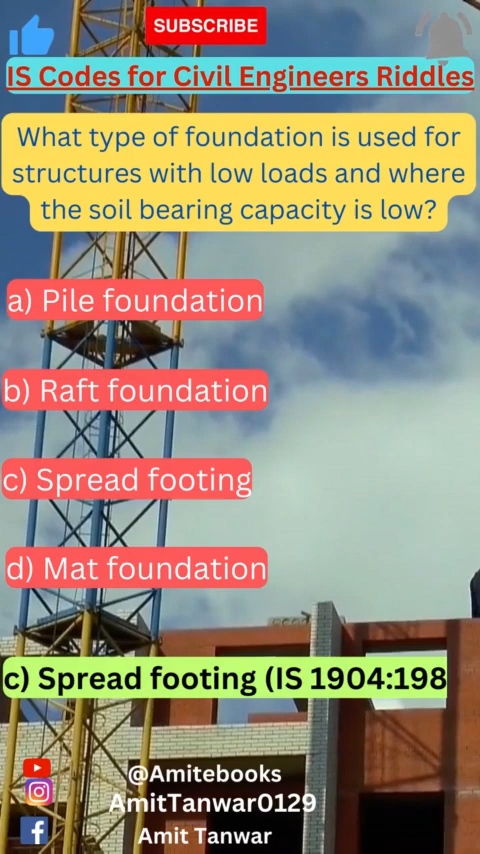 SUBSCRIBE
IS Codes for Civil Engineers Riddles
What type of foundation is used for
structures with low loads and where
the soil bearing capacity is low?
a) Pile foundation
b) Raft foundation
c) Spread footing
d) Mat foundation
c) Spread footing (IS 1904:198
@Amitebooks
AmitTanwar0129
Amit Tanwar